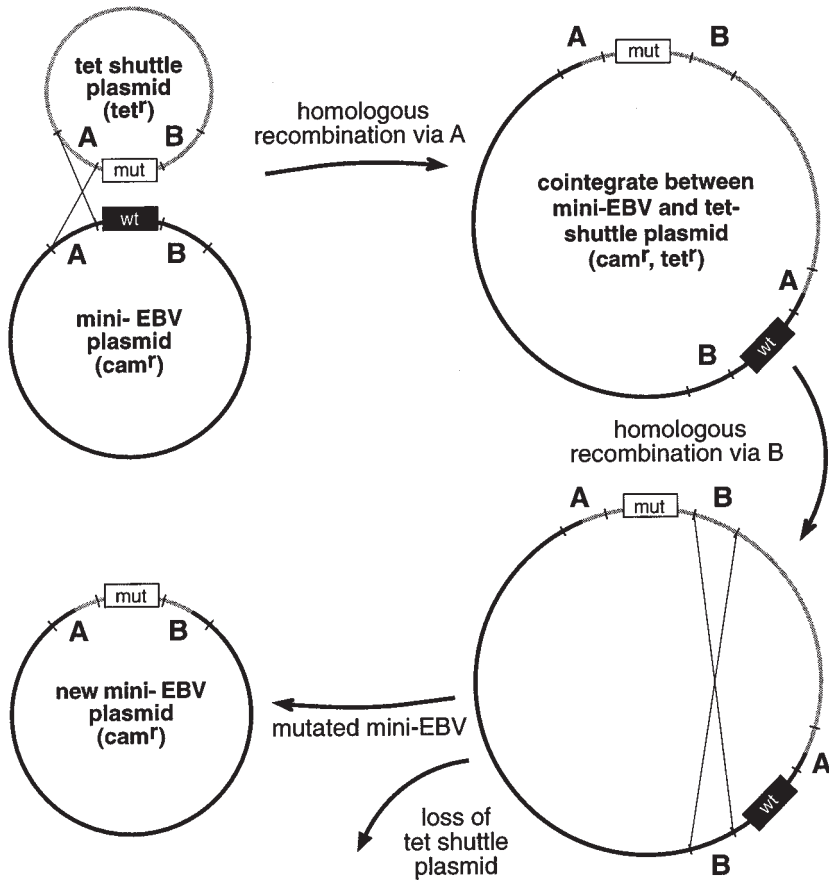 tet shuttle
plasmid
(tetr)
A B
mut
wt
A B
mini- EBV
plasmid
(camr)
homologous
recombination via A
A mut B
cointegrate between
mini-EBV and tet-
shuttle plasmid
(camr, tetr)
A
wt
B
homologous
recombination via B
A mut B
A
wt
B
mutated mini-EBV
loss of
tet shuttle
plasmid
mut
A B
new mini- EBV
plasmid
(camr)